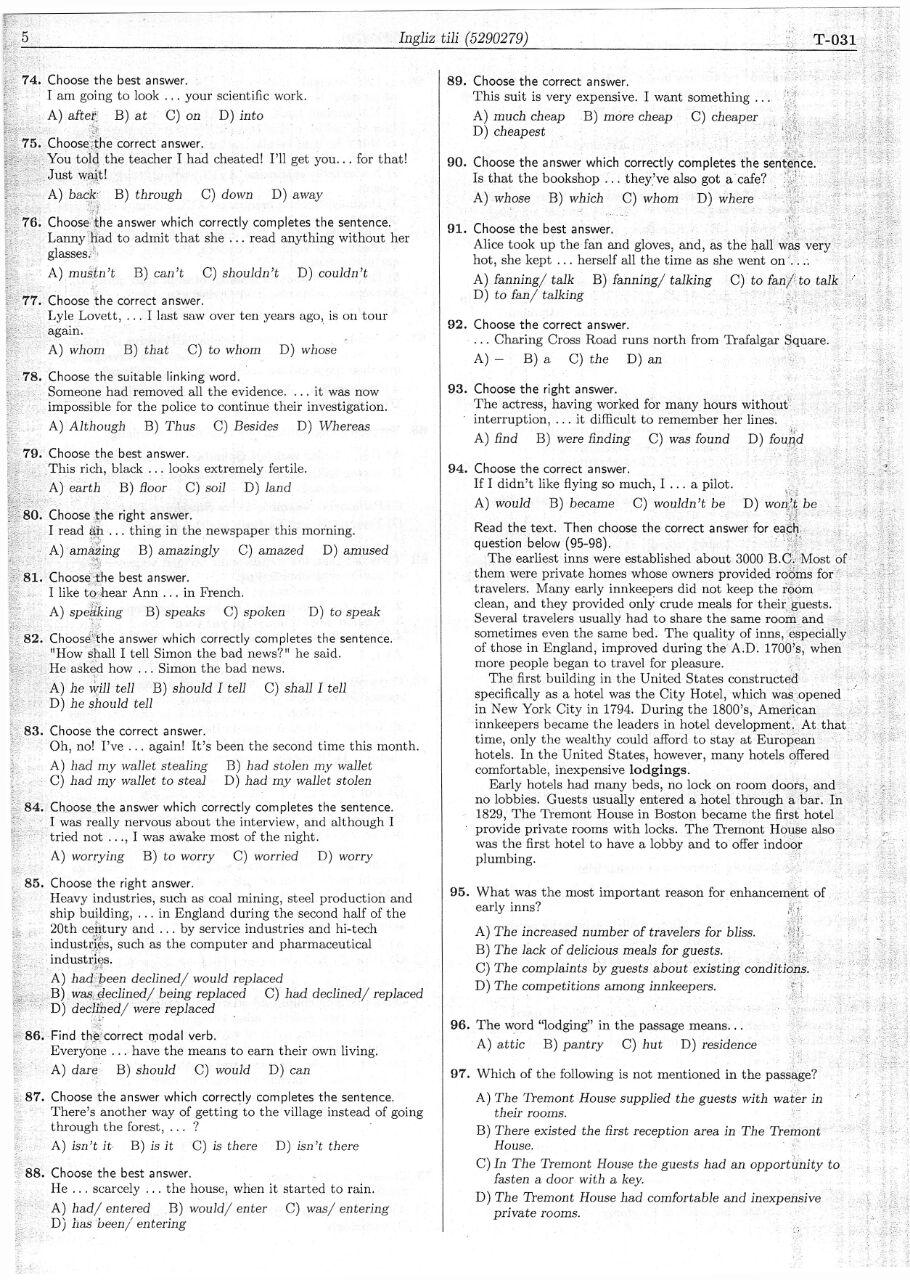 5
Ingliz tili (5290279)
T-031
74. Choose the best answer.
I am going to look ... your scientific work.
A) after B) at C) on D) into
75. Choose the correct answer.
You told the teacher I had cheated! I'll get you... for that!
Just wait!
A) back B) through C) down D) away
76. Choose the answer which correctly completes the sentence.
Lanny had to admit that she ... read anything without her
glasses.
A) mustn't B) can't C) shouldn't D) couldn't
77. Choose the correct answer.
Lyle Lovett, ... I last saw over ten years ago, is on tour
again.
A) whom B) that C) to whom D) whose
78. Choose the suitable linking word.
Someone had removed all the evidence. ... it was now
impossible for the police to continue their investigation.
A) Although B) Thus C) Besides D) Whereas
79. Choose the best answer.
This rich, black ... looks extremely fertile.
A) earth B) floor C) soil D) land
80. Choose the right answer.
I read an ... thing in the newspaper this morning.
A) amazing B) amazingly C) amazed D) amused
81. Choose the best answer.
I like to hear Ann ... in French.
A) speaking B) speaks C) spoken D) to speak
82. Choose the answer which correctly completes the sentence.
"How shall I tell Simon the bad news?" he said.
He asked how ... Simon the bad news.
A) he will tell B) should I tell C) shall I tell
D) he should tell
83. Choose the correct answer.
Oh, no! I've ... again! It's been the second time this month.
A) had my wallet stealing B) had stolen my wallet
C) had my wallet to steal D) had my wallet stolen
84. Choose the answer which correctly completes the sentence.
I was really nervous about the interview, and although I
tried not ..., I was awake most of the night.
A) worrying B) to worry C) worried D) worry
85. Choose the right answer.
Heavy industries, such as coal mining, steel production and
ship building, ... in England during the second half of the
20th century and ... by service industries and hi-tech
industries, such as the computer and pharmaceutical
industries.
A) had been declined/ would replaced
B) was declined/ being replaced C) had declined/ replaced
D) declined/ were replaced
86. Find the correct modal verb.
Everyone ... have the means to earn their own living.
A) dare B) should C) would D) can
87. Choose the answer which correctly completes the sentence.
There's another way of getting to the village instead of going
through the forest, ... ?
A) isn't it B) is it C) is there D) isn't there
88. Choose the best answer.
He ... scarcely ... the house, when it started to rain.
A) had/ entered B) would/ enter C) was/ entering
D) has been/ entering
89. Choose the correct answer.
This suit is very expensive. I want something ...
A) much cheap B) more cheap C) cheaper
D) cheapest
90. Choose the answer which correctly completes the sentence.
Is that the bookshop ... they've also got a cafe?
A) whose B) which C) whom D) where
91. Choose the best answer.
Alice took up the fan and gloves, and, as the hall was very
hot, she kept ... herself all the time as she went on ...
A) fanning/ talk B) fanning/ talking C) to fan/ to talk
D) to fan/ talking
92. Choose the correct answer.
... Charing Cross Road runs north from Trafalgar Square.
A) – B) a C) the D) an
93. Choose the right answer.
The actress, having worked for many hours without
interruption, ... it difficult to remember her lines.
A) find B) were finding C) was found D) found
94. Choose the correct answer.
If I didn't like flying so much, I ... a pilot.
A) would B) became C) wouldn't be D) won't be
Read the text. Then choose the correct answer for each
question below (95-98).
The earliest inns were established about 3000 B.C. Most of
them were private homes whose owners provided rooms for
travelers. Many early innkeepers did not keep the room
clean, and they provided only crude meals for their guests.
Several travelers usually had to share the same room and
sometimes even the same bed. The quality of inns, especially
of those in England, improved during the A.D. 1700's, when
more people began to travel for pleasure.
The first building in the United States constructed
specifically as a hotel was the City Hotel, which was opened
in New York City in 1794. During the 1800's, American
innkeepers became the leaders in hotel development. At that
time, only the wealthy could afford to stay at European
hotels. In the United States, however, many hotels offered
comfortable, inexpensive lodgings.
Early hotels had many beds, no lock on room doors, and
no lobbies. Guests usually entered a hotel through a bar. In
1829, The Tremont House in Boston became the first hotel
provide private rooms with locks. The Tremont House also
was the first hotel to have a lobby and to offer indoor
plumbing.
95. What was the most important reason for enhancement of
early inns?
A) The increased number of travelers for bliss.
B) The lack of delicious meals for guests.
C) The complaints by guests about existing conditions.
D) The competitions among innkeepers.
96. The word "lodging" in the passage means...
A) attic B) pantry C) hut D) residence
97. Which of the following is not mentioned in the passage?
A) The Tremont House supplied the guests with water in
their rooms.
B) There existed the first reception area in The Tremont
House.
C) In The Tremont House the guests had an opportunity to
fasten a door with a key.
D) The Tremont House had comfortable and inexpensive
private rooms.